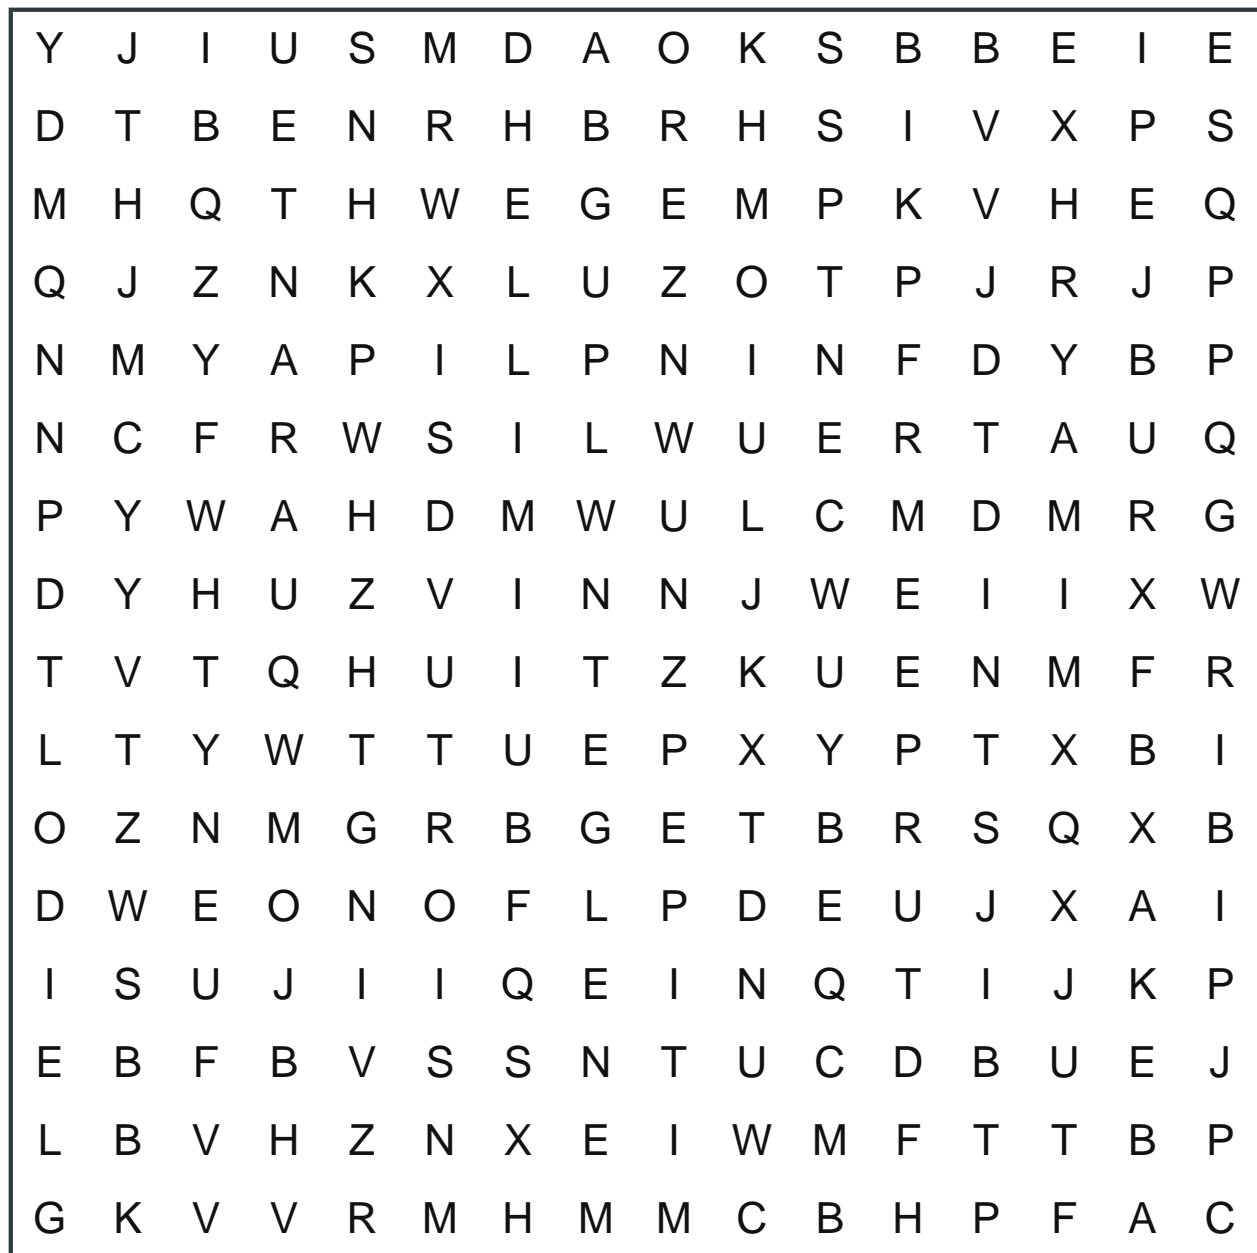 Y J I U S M D A O K S B B E I E
D T B E N R H B R H S I V X P S
M H Q T H W E G E M P K V H E Q
Q J Z N K X L U Z O T P J R J P
N M Y A P I L P N I N F D Y B P
N C F R W S I L W U E R T A U Q
P Y W A H D M W U L C M D M R G
D Y H U Z V I N N J W E I I X W
T V T Q H U I T Z K U E N M F R
L T Y W T T U E P X Y P T X B I
O Z N M G R B G E T B R S Q X B
D W E O N O F L P D E U J X A I
I S U J I I Q E I N Q T I J K P
E B F B V S S N T U C D B U E J
L B V H Z N X E I W M F T T B P
G K V V R M H M M C B H P F A C